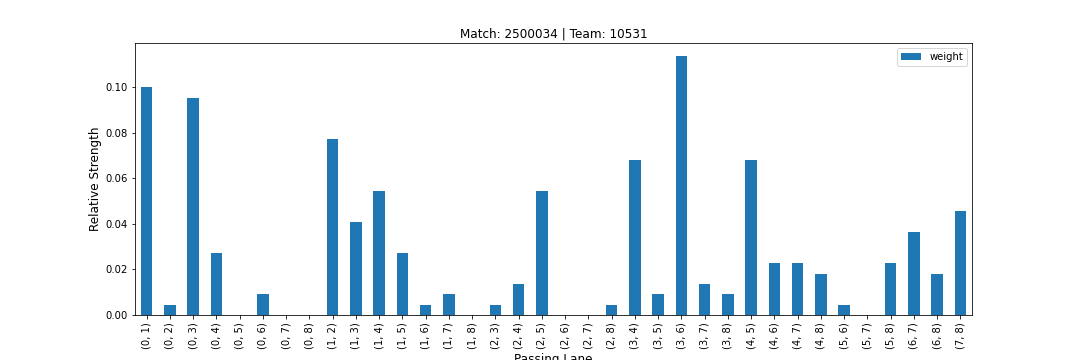 Match: 2500034 | Team: 10531
weight
Relative Strength
0.10
0.08
0.06
0.04
0.02
0.00
(0, 1) (0, 2) (0, 3) (0, 4) (0, 5) (0, 6) (0, 7) (0, 8) (1, 2) (1, 3) (1, 4) (1, 5) (1, 6) (1, 7) (1, 8) (2, 3) (2, 4) (2, 5) (2, 6) (2, 7) (2, 8) (3, 4) (3, 5) (3, 6) (3, 7) (3, 8) (4, 5) (4, 6) (4, 7) (4, 8) (5, 6) (5, 7) (5, 8) (6, 7) (6, 8) (7, 8)
Passing Lane